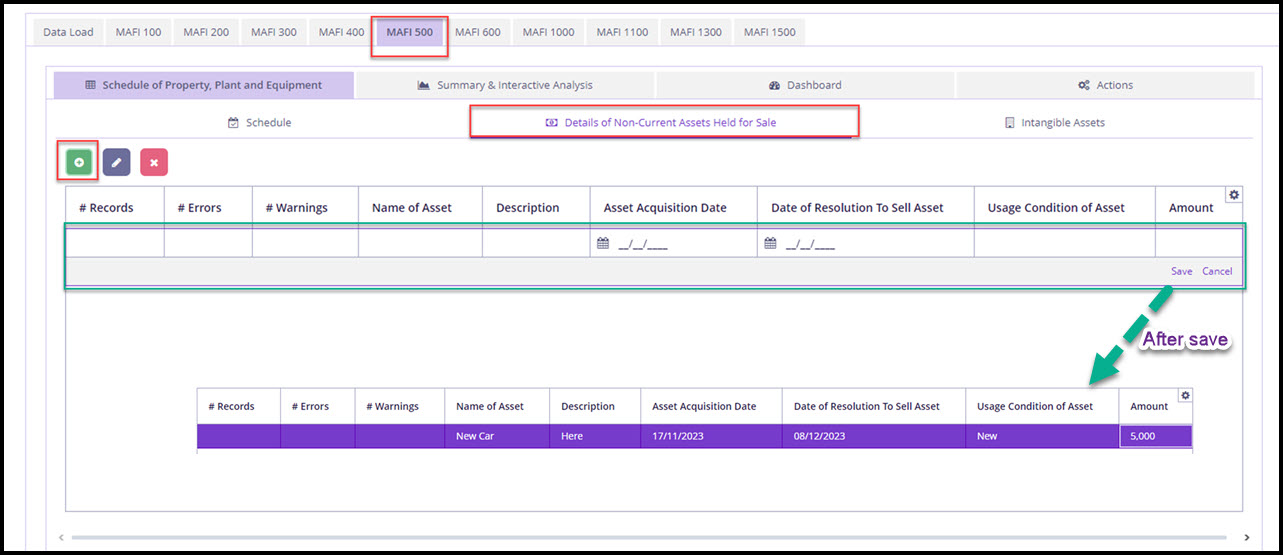 Data Load MAFI 100 MAFI 200 MAFI 300 MAFI 400 MAFI 500 MAFI 600 MAFI 1000 MAFI 1100 MAFI 1300 MAFI 1500
Schedule of Property, Plant and Equipment Summary & Interactive Analysis Dashboard Actions
Schedule Details of Non-Current Assets Held for Sale Intangible Assets
# Records # Errors # Warnings Name of Asset Description Asset Acquisition Date Date of Resolution To Sell Asset Usage Condition of Asset Amount
__/__/____ __/__/____
Save Cancel
After save
# Records # Errors # Warnings Name of Asset Description Asset Acquisition Date Date of Resolution To Sell Asset Usage Condition of Asset Amount
New Car Here 17/11/2023 08/12/2023 New 5,000